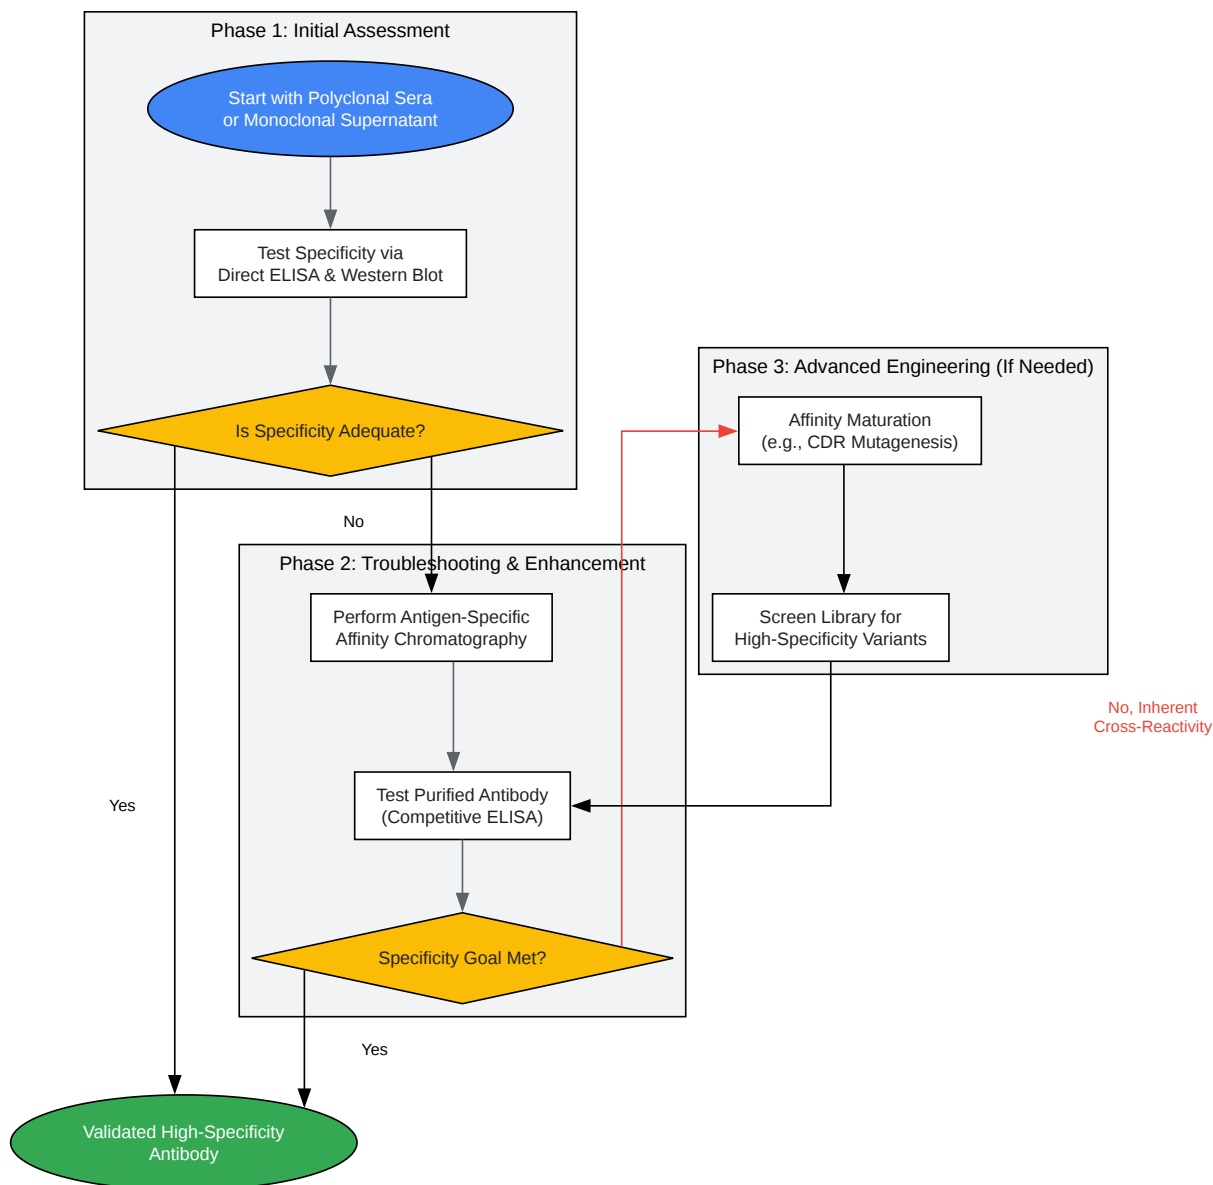 Phase 1: Initial Assessment
Start with Polyclonal Sera
or Monoclonal Supernatant
Test Specificity via
Direct ELISA & Western Blot
Is Specificity Adequate?
No
Phase 2: Troubleshooting & Enhancement
Perform Antigen-Specific
Affinity Chromatography
Test Purified Antibody
(Competitive ELISA)
Specificity Goal Met?
Phase 3: Advanced Engineering (If Needed)
Affinity Maturation
(e.g., CDR Mutagenesis)
Screen Library for
High-Specificity Variants
No, Inherent
Cross-Reactivity
Yes
Yes
Validated High-Specificity
Antibody